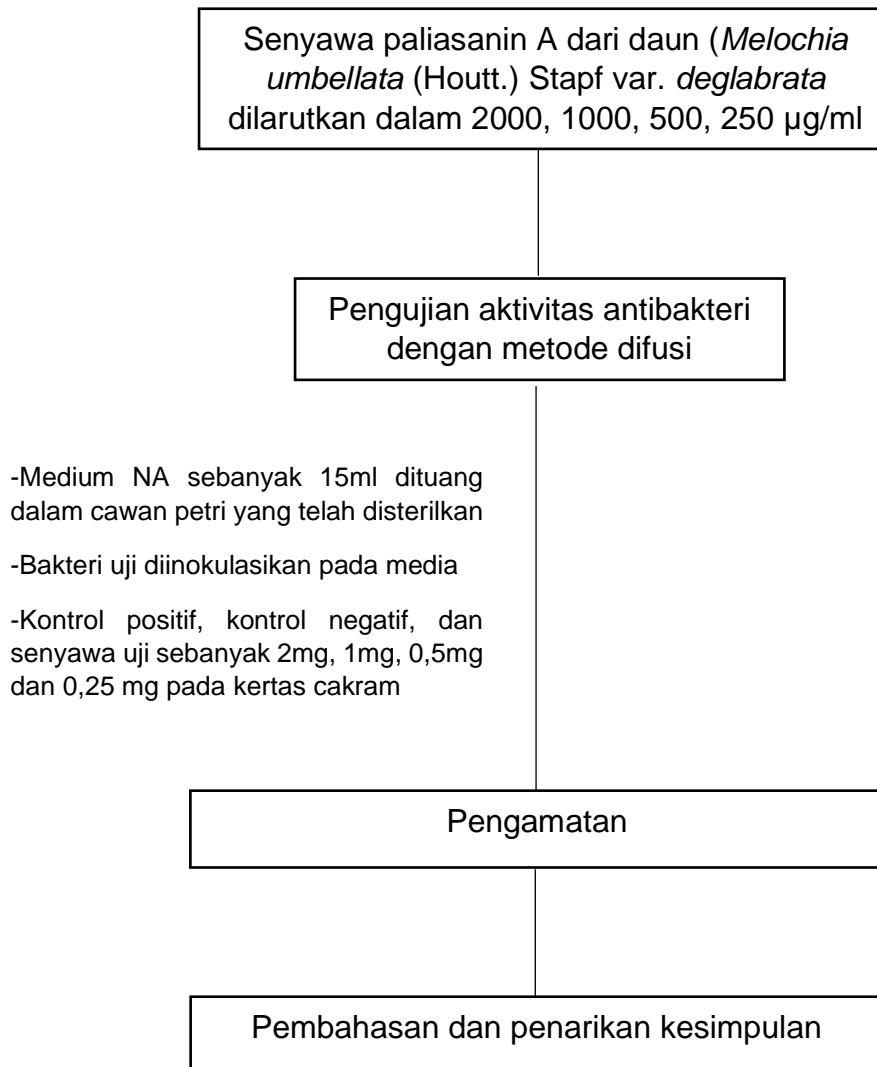 Senyawa paliasanin A dari daun (Melochia
umbellata (Houtt.) Stapf var. deglabrata
dilarutkan dalam 2000, 1000, 500, 250 µg/ml
Pengujian aktivitas antibakteri
dengan metode difusi
-Medium NA sebanyak 15ml dituang
dalam cawan petri yang telah disterilkan
-Bakteri uji diinokulasikan pada media
-Kontrol positif, kontrol negatif, dan
senyawa uji sebanyak 2mg, 1mg, 0,5mg
dan 0,25 mg pada kertas cakram
Pengamatan
Pembahasan dan penarikan kesimpulan